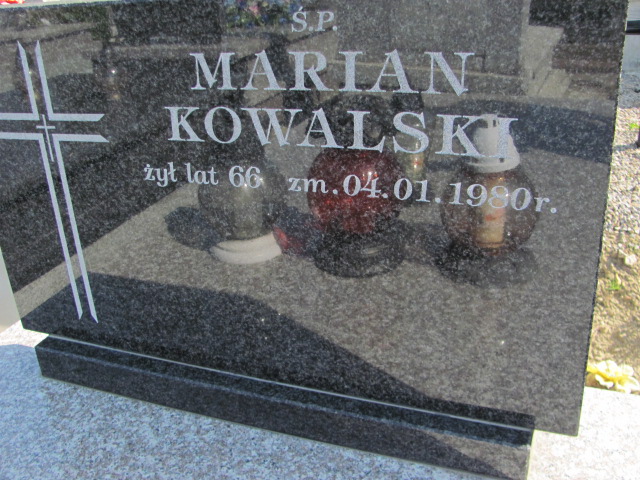 Ś.P.
MARIAN
KOWALSKI
żył lat 66 zm. 04.01.1980r.